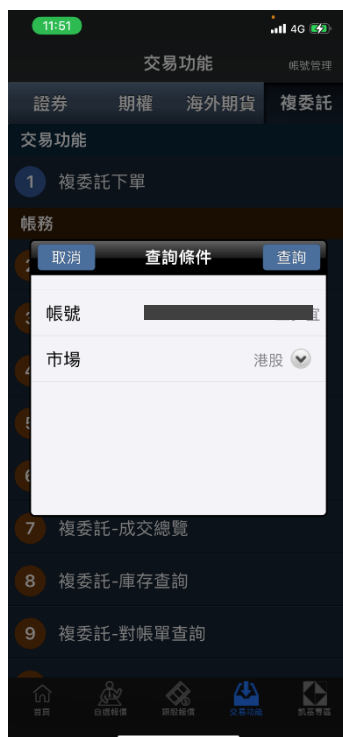 11:51
4G
交易功能
帳號管理
證券 期權 海外期貨 複委託
交易功能
1 複委託下單
帳務
取消 查詢條件 查詢
帳號
市場 港股
7 複委託-成交總覽
8 複委託-庫存查詢
9 複委託-對帳單查詢
首頁 自選報價 類股報價 交易功能 凱基專區